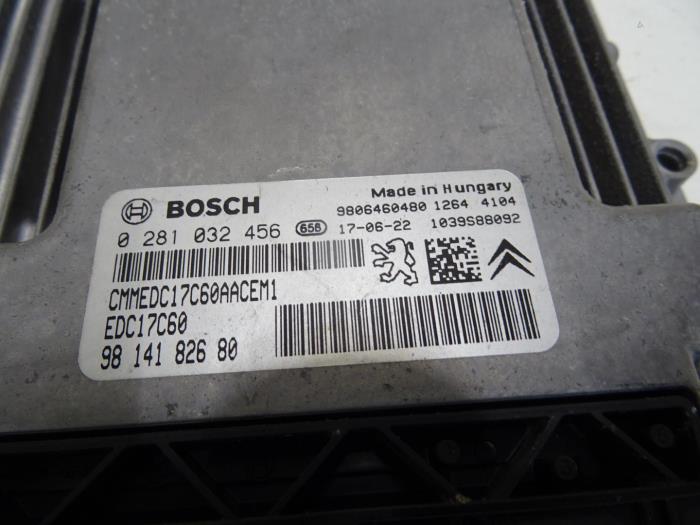 BOSCH
Made in Hungary
9806460480 1264 4104
0 281 032 456 656 17-06-22 1039S88092
CMMEDC17C60AACEM1
EDC17C60
98 141 826 80